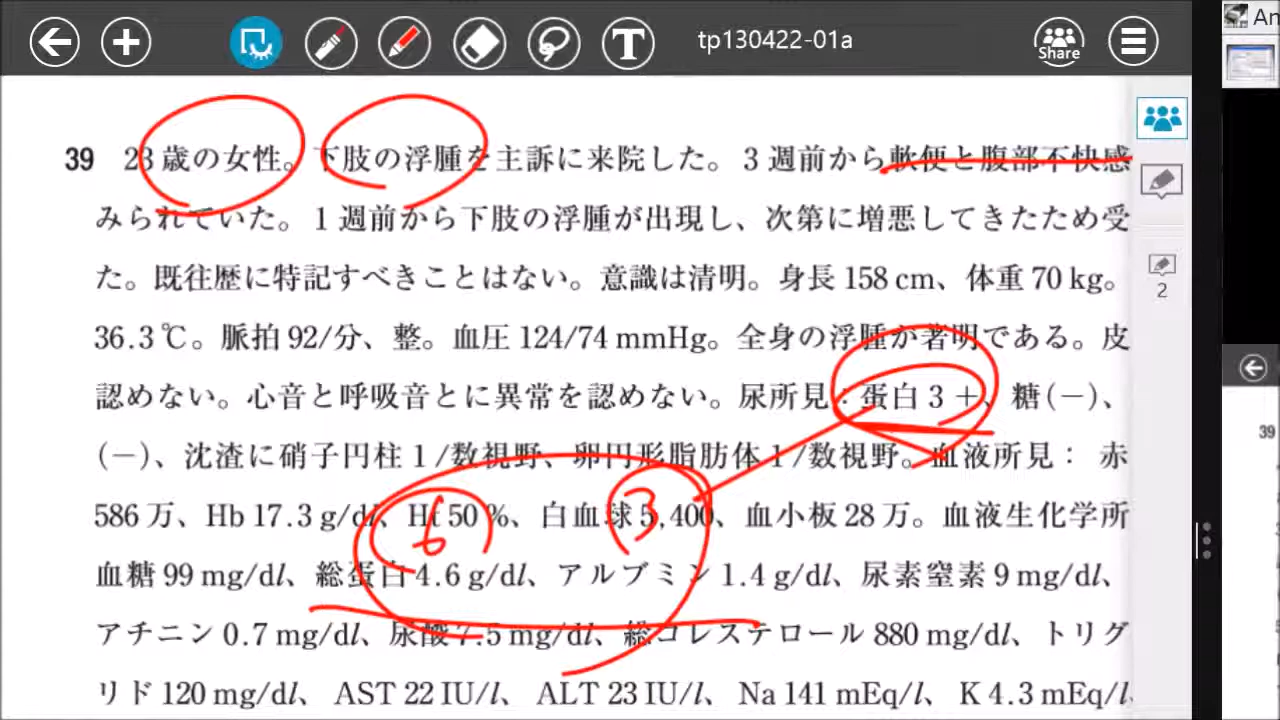 tp130422-01a
Share
An
39 23歳の女性。下肢の浮腫を主訴に来院した。3週前から軟便と腹部不快感
みられていた。1週前から下肢の浮腫が出現し、次第に増悪してきたため受
た。既往歴に特記すべきことはない。意識は清明。身長 158 cm、体重 70 kg。
36.3℃。脈拍 92/分、整。血圧 124/74 mmHg。全身の浮腫が著明である。皮
認めない。心音と呼吸音とに異常を認めない。尿所見:蛋白 3+、糖(-)、
(-)、沈渣に硝子円柱 1/数視野、卵円形脂肪体 1/数視野。血液所見:赤
586 万、Hb 17.3 g/dl、Ht 50 %、白血球 5,400、血小板 28 万。血液生化学所
6 3
血糖 99 mg/dl、総蛋白 4.6 g/dl、アルブミン 1.4 g/dl、尿素窒素 9 mg/dl、
アチニン 0.7 mg/dl、尿酸 7.5 mg/dl、総コレステロール 880 mg/dl、トリグ
リド 120 mg/dl、AST 22 IU/l、ALT 23 IU/l、Na 141 mEq/l、K 4.3 mEq/l
2
39